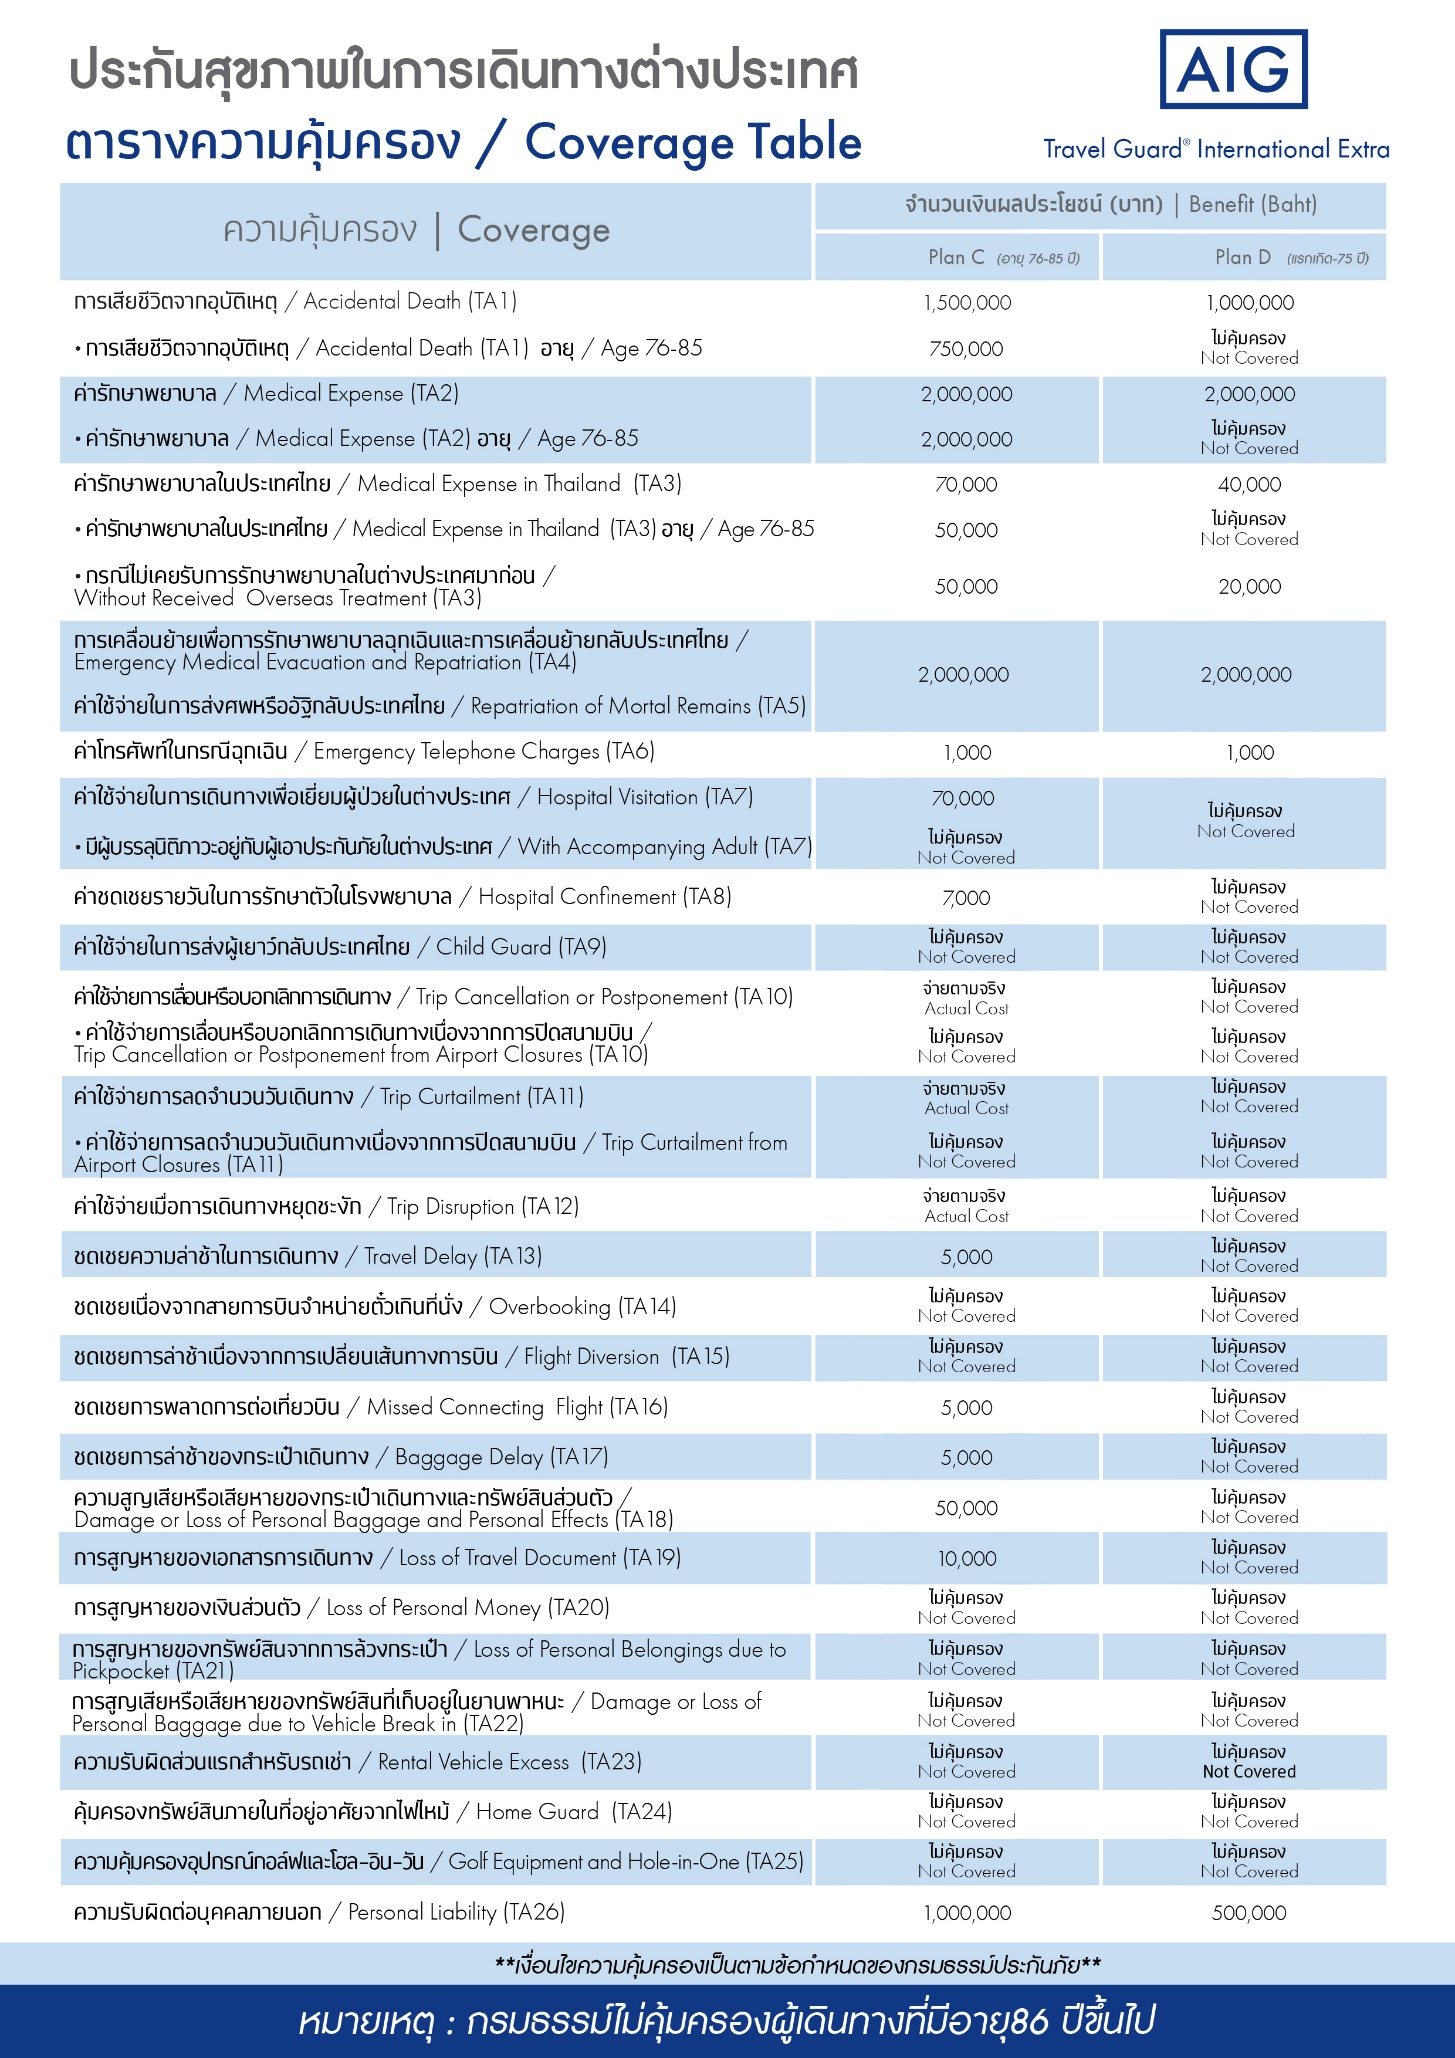 ประกันสุขภาพในการเดินทางต่างประเทศ
AIG
ตารางความคุ้มครอง / Coverage Table
Travel Guard® International Extra
ความคุ้มครอง | Coverage
จำนวนเงินผลประโยชน์ (บาท) | Benefit (Baht)
Plan C (อายุ 76-85 ปี)
Plan D (แรกเกิด-75 ปี)
การเสียชีวิตจากอุบัติเหตุ / Accidental Death (TA1)
1,500,000
1,000,000
• การเสียชีวิตจากอุบัติเหตุ / Accidental Death (TA1) อายุ / Age 76-85
750,000
ไม่คุ้มครอง
Not Covered
ค่ารักษาพยาบาล / Medical Expense (TA2)
2,000,000
2,000,000
• ค่ารักษาพยาบาล / Medical Expense (TA2) อายุ / Age 76-85
2,000,000
ไม่คุ้มครอง
Not Covered
ค่ารักษาพยาบาลในประเทศไทย / Medical Expense in Thailand (TA3)
70,000
40,000
• ค่ารักษาพยาบาลในประเทศไทย / Medical Expense in Thailand (TA3) อายุ / Age 76-85
50,000
ไม่คุ้มครอง
Not Covered
• กรณีไม่เคยรับการรักษาพยาบาลในต่างประเทศมาก่อน /
Without Received Overseas Treatment (TA3)
50,000
20,000
การเคลื่อนย้ายเพื่อการรักษาพยาบาลฉุกเฉินและการเคลื่อนย้ายกลับประเทศไทย /
Emergency Medical Evacuation and Repatriation (TA4)
ค่าใช้จ่ายในการส่งศพหรืออัฐิกลับประเทศไทย / Repatriation of Mortal Remains (TA5)
2,000,000
2,000,000
ค่าโทรศัพท์ในกรณีฉุกเฉิน / Emergency Telephone Charges (TA6)
1,000
1,000
ค่าใช้จ่ายในการเดินทางเพื่อเยี่ยมผู้ป่วยในต่างประเทศ / Hospital Visitation (TA7)
70,000
ไม่คุ้มครอง
Not Covered
• มีผู้บรรลุนิติภาวะอยู่กับผู้เอาประกันภัยในต่างประเทศ / With Accompanying Adult (TA7)
ไม่คุ้มครอง
Not Covered
ค่าชดเชยรายวันในการรักษาตัวในโรงพยาบาล / Hospital Confinement (TA8)
7,000
ไม่คุ้มครอง
Not Covered
ค่าใช้จ่ายในการส่งผู้เยาว์กลับประเทศไทย / Child Guard (TA9)
ไม่คุ้มครอง
Not Covered
ไม่คุ้มครอง
Not Covered
ค่าใช้จ่ายการเลื่อนหรือบอกเลิกการเดินทาง / Trip Cancellation or Postponement (TA10)
จ่ายตามจริง
Actual Cost
ไม่คุ้มครอง
Not Covered
• ค่าใช้จ่ายการเลื่อนหรือบอกเลิกการเดินทางเนื่องจากการปิดสนามบิน /
Trip Cancellation or Postponement from Airport Closures (TA10)
ไม่คุ้มครอง
Not Covered
ไม่คุ้มครอง
Not Covered
ค่าใช้จ่ายการลดจำนวนวันเดินทาง / Trip Curtailment (TA11)
จ่ายตามจริง
Actual Cost
ไม่คุ้มครอง
Not Covered
• ค่าใช้จ่ายการลดจำนวนวันเดินทางเนื่องจากการปิดสนามบิน / Trip Curtailment from
Airport Closures (TA11)
ไม่คุ้มครอง
Not Covered
ไม่คุ้มครอง
Not Covered
ค่าใช้จ่ายเมื่อการเดินทางหยุดชะงัก / Trip Disruption (TA12)
จ่ายตามจริง
Actual Cost
ไม่คุ้มครอง
Not Covered
ชดเชยความล่าช้าในการเดินทาง / Travel Delay (TA13)
5,000
ไม่คุ้มครอง
Not Covered
ชดเชยเนื่องจากสายการบินจำหน่ายตั๋วเกินที่นั่ง / Overbooking (TA14)
ไม่คุ้มครอง
Not Covered
ไม่คุ้มครอง
Not Covered
ชดเชยการล่าช้าเนื่องจากการเปลี่ยนเส้นทางการบิน / Flight Diversion (TA15)
ไม่คุ้มครอง
Not Covered
ไม่คุ้มครอง
Not Covered
ชดเชยการพลาดการต่อเที่ยวบิน / Missed Connecting Flight (TA16)
5,000
ไม่คุ้มครอง
Not Covered
ชดเชยการล่าช้าของกระเป๋าเดินทาง / Baggage Delay (TA17)
5,000
ไม่คุ้มครอง
Not Covered
ความสูญเสียหรือเสียหายของกระเป๋าเดินทางและทรัพย์สินส่วนตัว /
Damage or Loss of Personal Baggage and Personal Effects (TA18)
50,000
ไม่คุ้มครอง
Not Covered
การสูญหายของเอกสารการเดินทาง / Loss of Travel Document (TA19)
10,000
ไม่คุ้มครอง
Not Covered
การสูญหายของเงินส่วนตัว / Loss of Personal Money (TA20)
ไม่คุ้มครอง
Not Covered
ไม่คุ้มครอง
Not Covered
การสูญหายของทรัพย์สินจากการล้วงกระเป๋า / Loss of Personal Belongings due to
Pickpocket (TA21)
ไม่คุ้มครอง
Not Covered
ไม่คุ้มครอง
Not Covered
การสูญเสียหรือเสียหายของทรัพย์สินที่เก็บอยู่ในยานพาหนะ / Damage or Loss of
Personal Baggage due to Vehicle Break in (TA22)
ไม่คุ้มครอง
Not Covered
ไม่คุ้มครอง
Not Covered
ความรับผิดส่วนแรกสำหรับรถเช่า / Rental Vehicle Excess (TA23)
ไม่คุ้มครอง
Not Covered
ไม่คุ้มครอง
Not Covered
คุ้มครองทรัพย์สินภายในที่อยู่อาศัยจากไฟไหม้ / Home Guard (TA24)
ไม่คุ้มครอง
Not Covered
ไม่คุ้มครอง
Not Covered
ความคุ้มครองอุปกรณ์กอล์ฟและโฮล-อิน-วัน / Golf Equipment and Hole-in-One (TA25)
ไม่คุ้มครอง
Not Covered
ไม่คุ้มครอง
Not Covered
ความรับผิดต่อบุคคลภายนอก / Personal Liability (TA26)
1,000,000
500,000
**เงื่อนไขความคุ้มครองเป็นตามข้อกำหนดของกรมธรรม์ประกันภัย**
หมายเหตุ : กรมธรรม์ไม่คุ้มครองผู้เดินทางที่มีอายุ86 ปีขึ้นไป